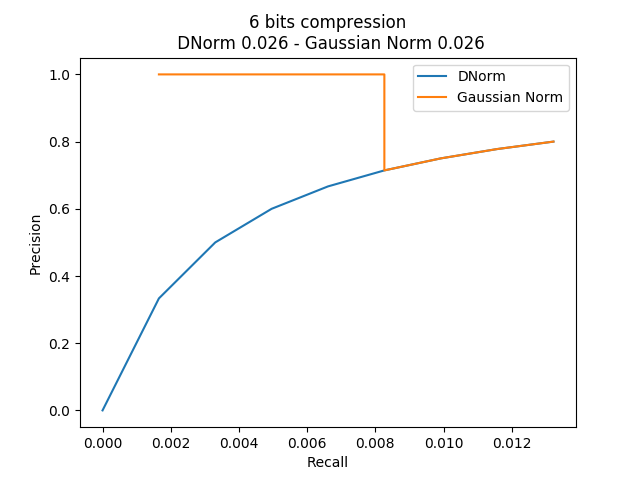 6 bits compression
DNorm 0.026 - Gaussian Norm 0.026
DNorm
Gaussian Norm
1.0
0.8
0.6
0.4
0.2
0.0
Precision
0.000 0.002 0.004 0.006 0.008 0.010 0.012
Recall